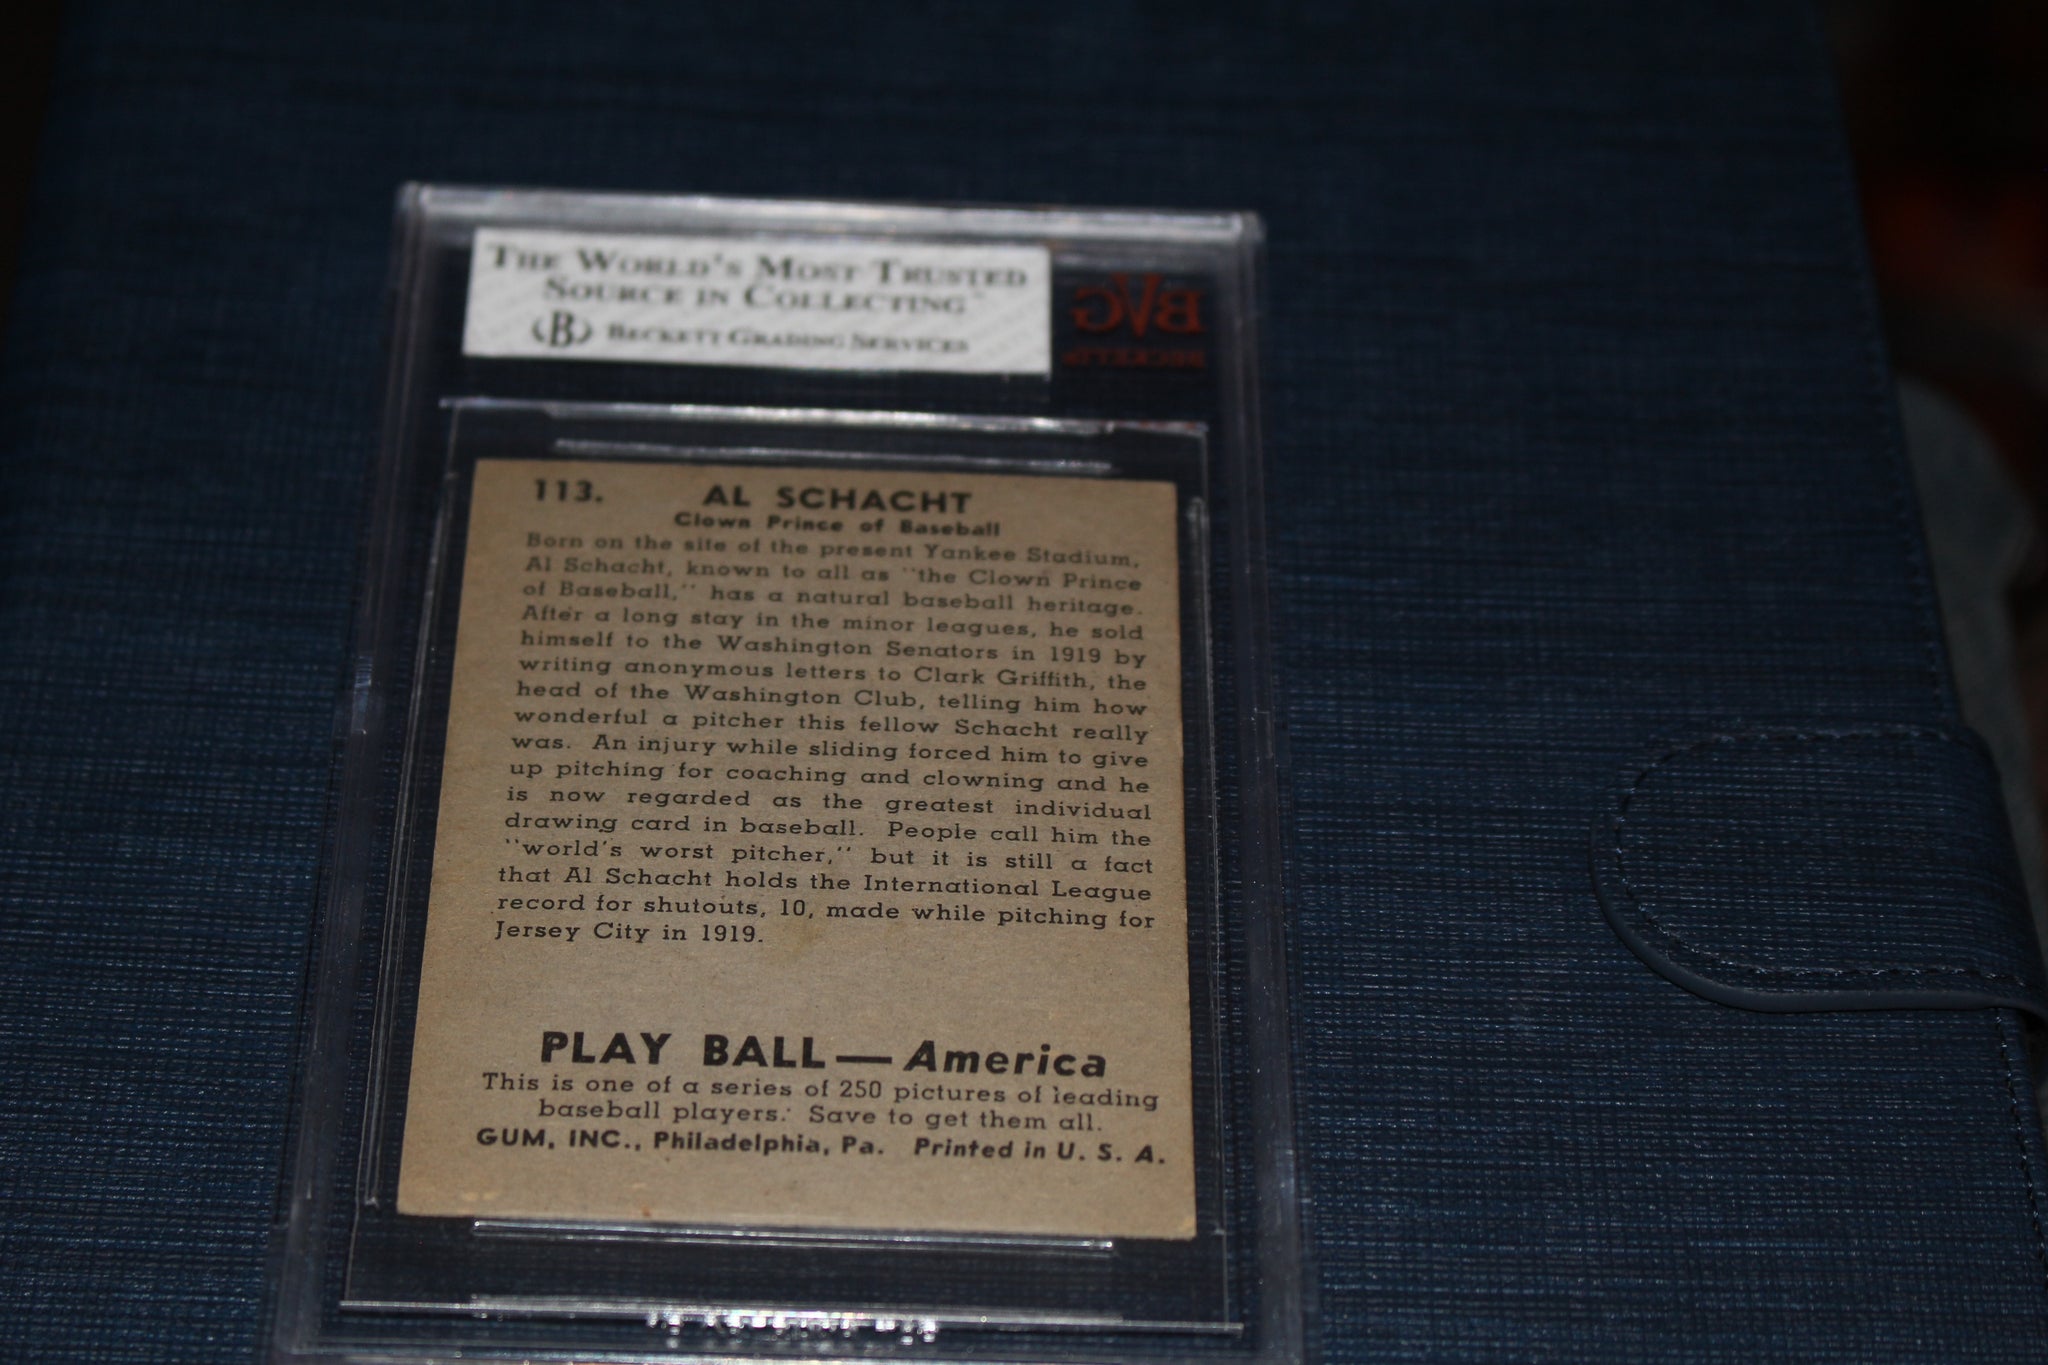 THE WORLD'S MOST TRUSTED
SOURCE IN COLLECTING™
(B) BECKETT GRADING SERVICES
BVG
BECKETT
113. AL SCHACHT
Clown Prince of Baseball
Born on the site of the present Yankee Stadium,
Al Schacht, known to all as "the Clown Prince
of Baseball," has a natural baseball heritage.
After a long stay in the minor leagues, he sold
himself to the Washington Senators in 1919 by
writing anonymous letters to Clark Griffith, the
head of the Washington Club, telling him how
wonderful a pitcher this fellow Schacht really
was. An injury while sliding forced him to give
up pitching for coaching and clowning and he
is now regarded as the greatest individual
drawing card in baseball. People call him the
"world's worst pitcher," but it is still a fact
that Al Schacht holds the International League
record for shutouts, 10, made while pitching for
Jersey City in 1919.
PLAY BALL — America
This is one of a series of 250 pictures of leading
baseball players. Save to get them all.
GUM, INC., Philadelphia, Pa. Printed in U. S. A.